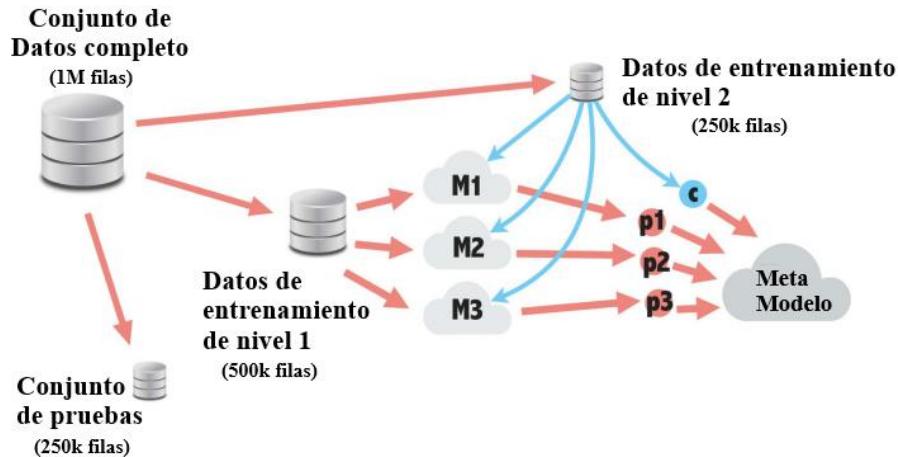 Conjunto de
Datos completo
(1M filas)
Datos de entrenamiento
de nivel 2
(250k filas)
M1
c
p1
M2
p2
Datos de
entrenamiento
de nivel 1
(500k filas)
M3
p3
Meta
Modelo
Conjunto
de pruebas
(250k filas)